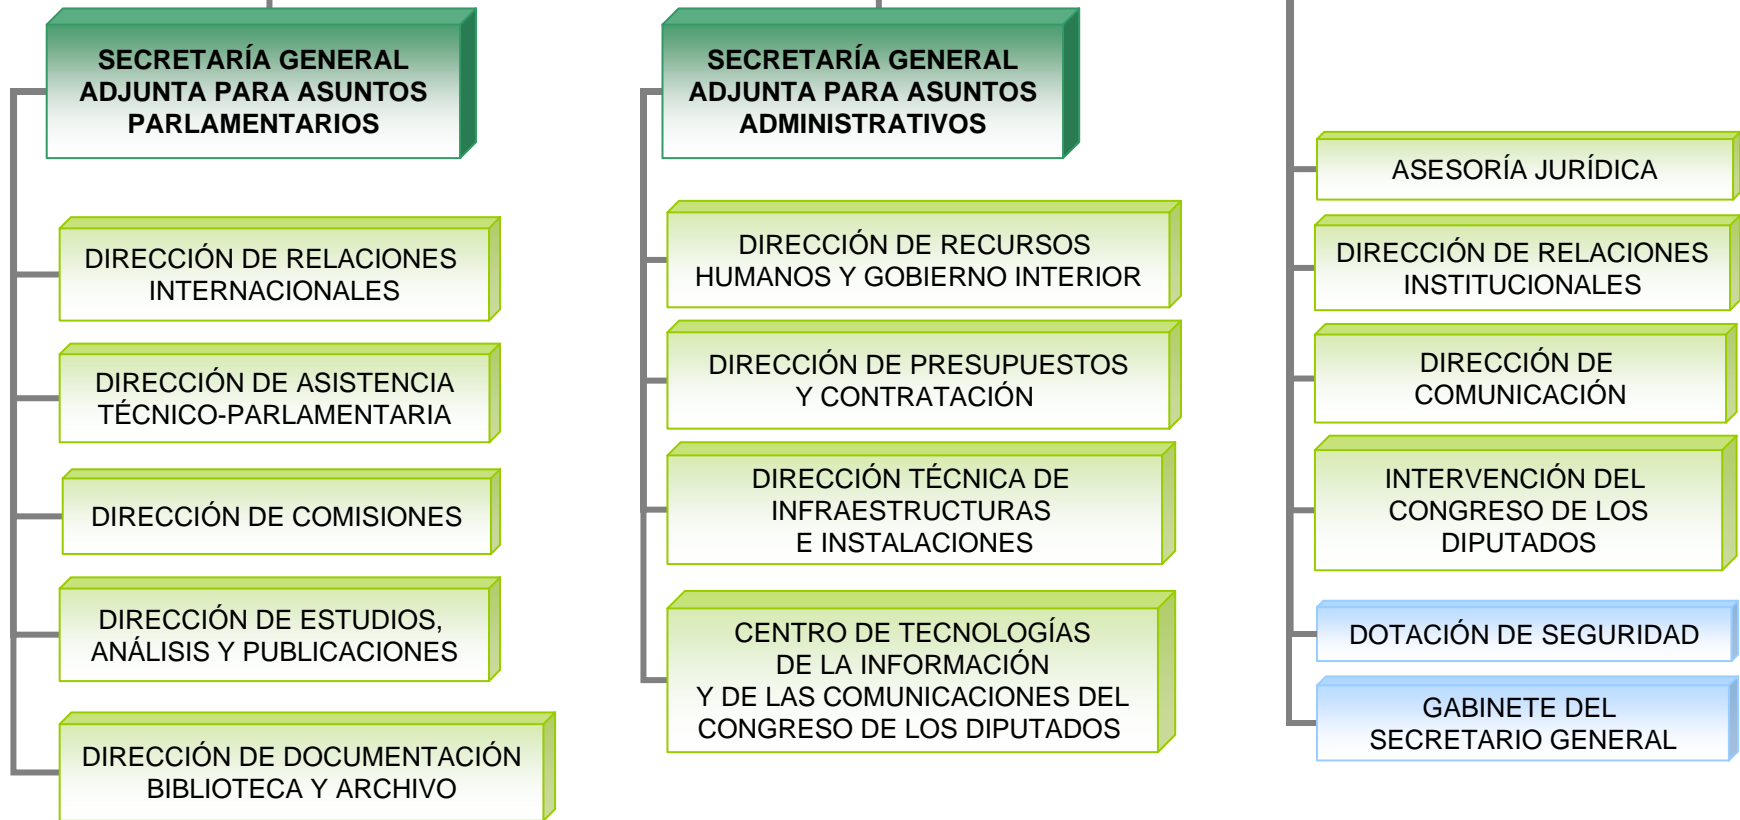 SECRETARÍA GENERAL
ADJUNTA PARA ASUNTOS
PARLAMENTARIOS
DIRECCIÓN DE RELACIONES
INTERNACIONALES
DIRECCIÓN DE ASISTENCIA
TÉCNICO-PARLAMENTARIA
DIRECCIÓN DE COMISIONES
DIRECCIÓN DE ESTUDIOS,
ANÁLISIS Y PUBLICACIONES
DIRECCIÓN DE DOCUMENTACIÓN
BIBLIOTECA Y ARCHIVO
SECRETARÍA GENERAL
ADJUNTA PARA ASUNTOS
ADMINISTRATIVOS
DIRECCIÓN DE RECURSOS
HUMANOS Y GOBIERNO INTERIOR
DIRECCIÓN DE PRESUPUESTOS
Y CONTRATACIÓN
DIRECCIÓN TÉCNICA DE
INFRAESTRUCTURAS
E INSTALACIONES
CENTRO DE TECNOLOGÍAS
DE LA INFORMACIÓN
Y DE LAS COMUNICACIONES DEL
CONGRESO DE LOS DIPUTADOS
ASESORÍA JURÍDICA
DIRECCIÓN DE RELACIONES
INSTITUCIONALES
DIRECCIÓN DE
COMUNICACIÓN
INTERVENCIÓN DEL
CONGRESO DE LOS
DIPUTADOS
DOTACIÓN DE SEGURIDAD
GABINETE DEL
SECRETARIO GENERAL